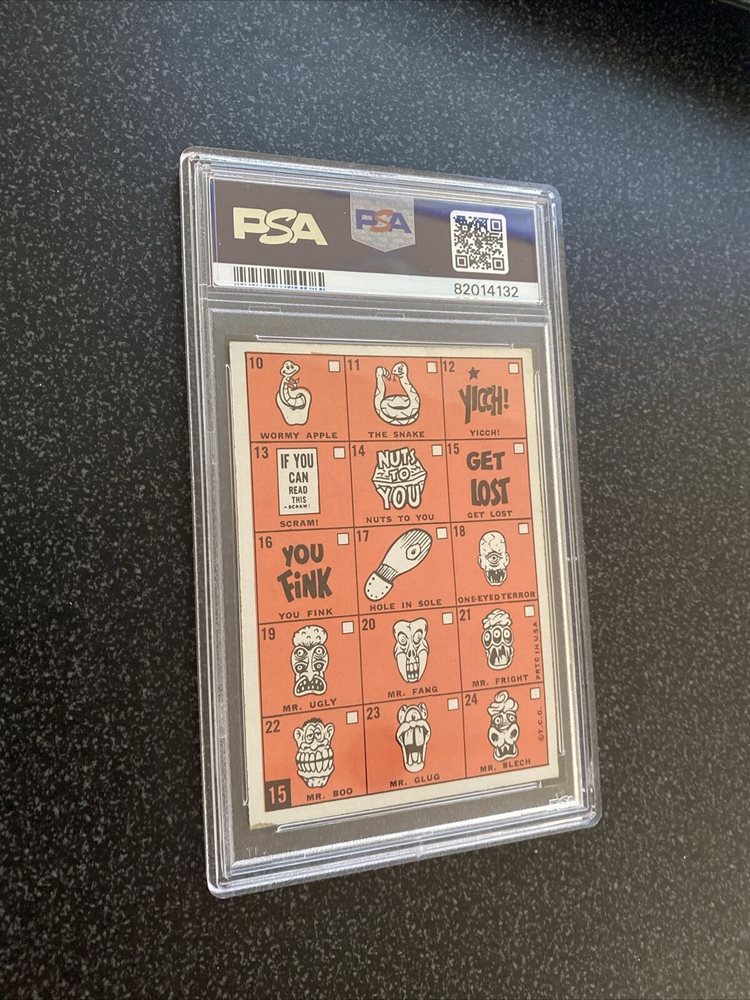 PSA
PSA
82014132
10 11 12
YICCH!
WORMY APPLE THE SNAKE YICCH!
13 14 15
IF YOU
CAN
READ
THIS
-SCRAM!
NUTS
TO
YOU
GET
LOST
SCRAM! NUTS TO YOU GET LOST
16 17 18
YOU
FiNK
YOU FINK HOLE IN SOLE ONE-EYED TERROR
19 20 21
MR. UGLY MR. FANG MR. FRIGHT
22 23 24
MR. BOO MR. GLUG MR. BLECH
15
©T.C.G. PRTD IN U.S.A